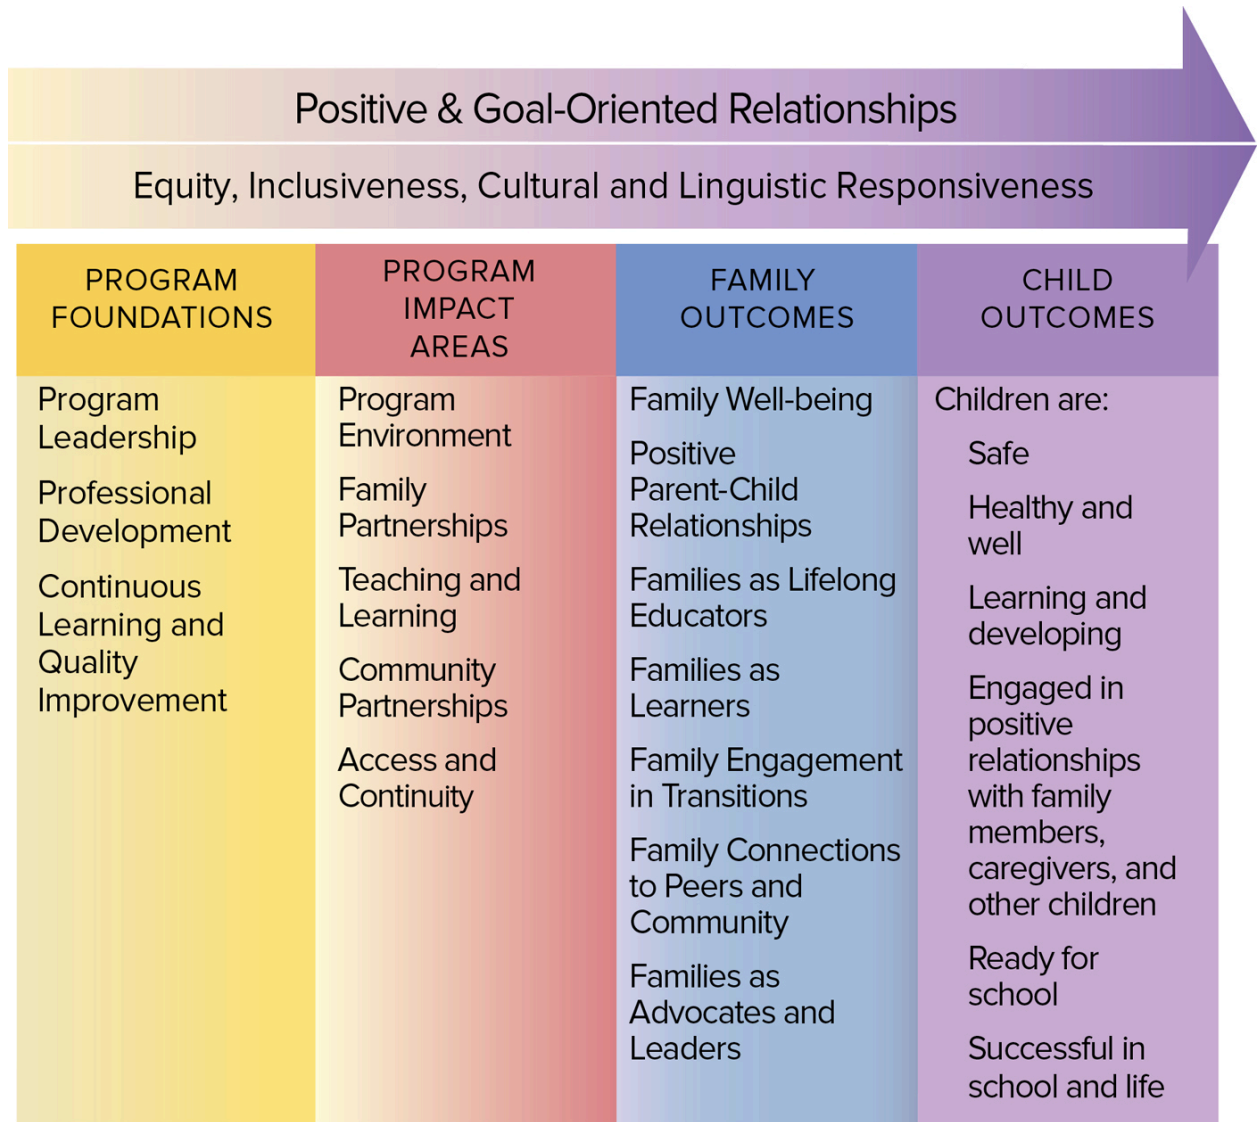 Positive & Goal-Oriented Relationships
Equity, Inclusiveness, Cultural and Linguistic Responsiveness
PROGRAM
FOUNDATIONS
Program
Leadership
Professional
Development
Continuous
Learning and
Quality
Improvement
PROGRAM
IMPACT
AREAS
Program
Environment
Family
Partnerships
Teaching and
Learning
Community
Partnerships
Access and
Continuity
FAMILY
OUTCOMES
Family Well-being
Positive
Parent-Child
Relationships
Families as Lifelong
Educators
Families as
Learners
Family Engagement
in Transitions
Family Connections
to Peers and
Community
Families as
Advocates and
Leaders
CHILD
OUTCOMES
Children are:
Safe
Healthy and
well
Learning and
developing
Engaged in
positive
relationships
with family
members,
caregivers, and
other children
Ready for
school
Successful in
school and life